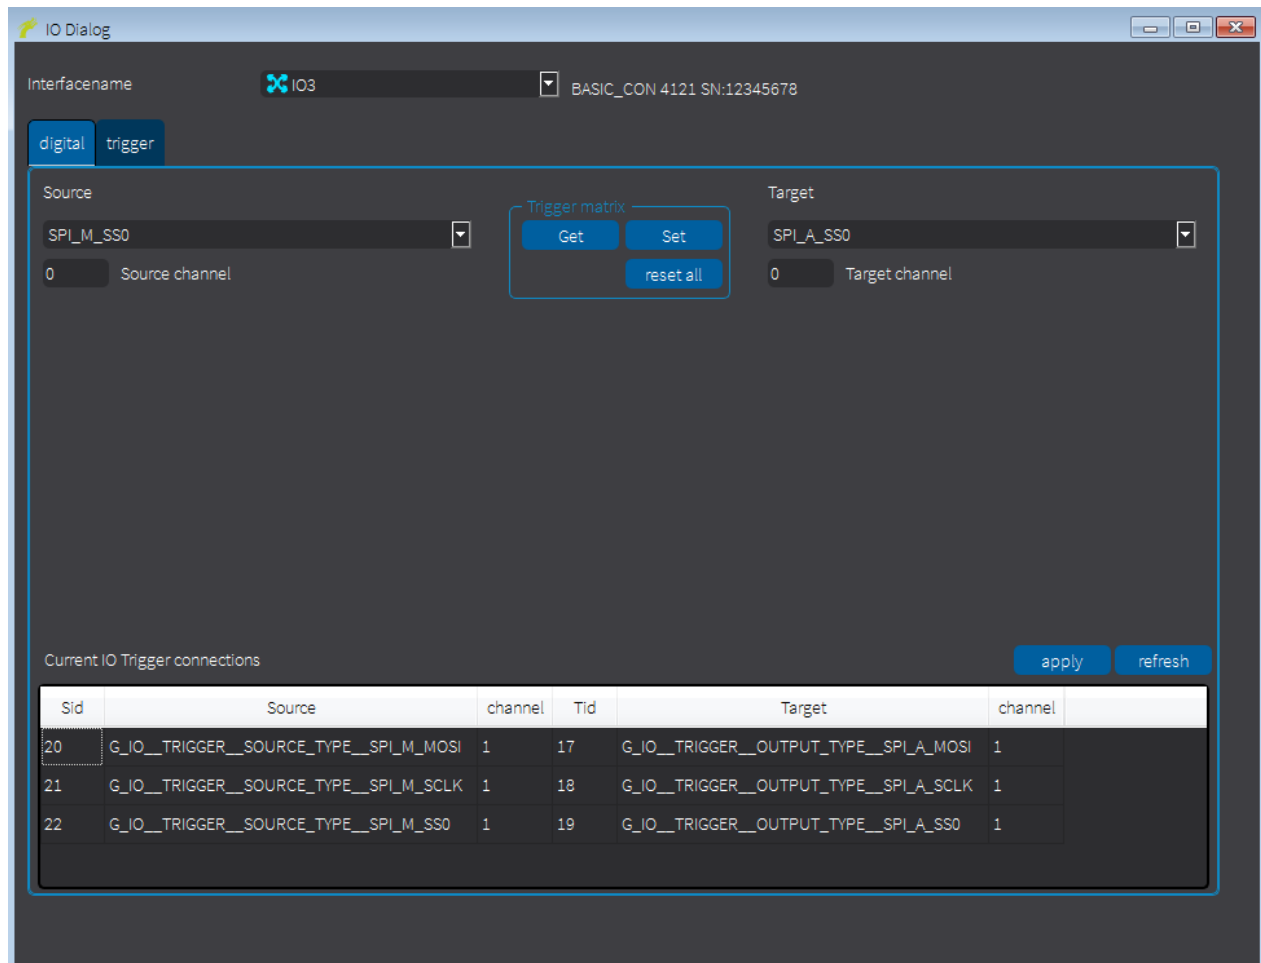 IO Dialog
Interfacename IO3 BASIC_CON 4121 SN:12345678
digital trigger
Source Trigger matrix Target
SPI_M_SS0 Get Set SPI_A_SS0
0 Source channel reset all 0 Target channel
Current IO Trigger connections apply refresh
Sid Source channel Tid Target channel
20 G_IO__TRIGGER__SOURCE_TYPE__SPI_M_MOSI 1 17 G_IO__TRIGGER__OUTPUT_TYPE__SPI_A_MOSI 1
21 G_IO__TRIGGER__SOURCE_TYPE__SPI_M_SCLK 1 18 G_IO__TRIGGER__OUTPUT_TYPE__SPI_A_SCLK 1
22 G_IO__TRIGGER__SOURCE_TYPE__SPI_M_SS0 1 19 G_IO__TRIGGER__OUTPUT_TYPE__SPI_A_SS0 1